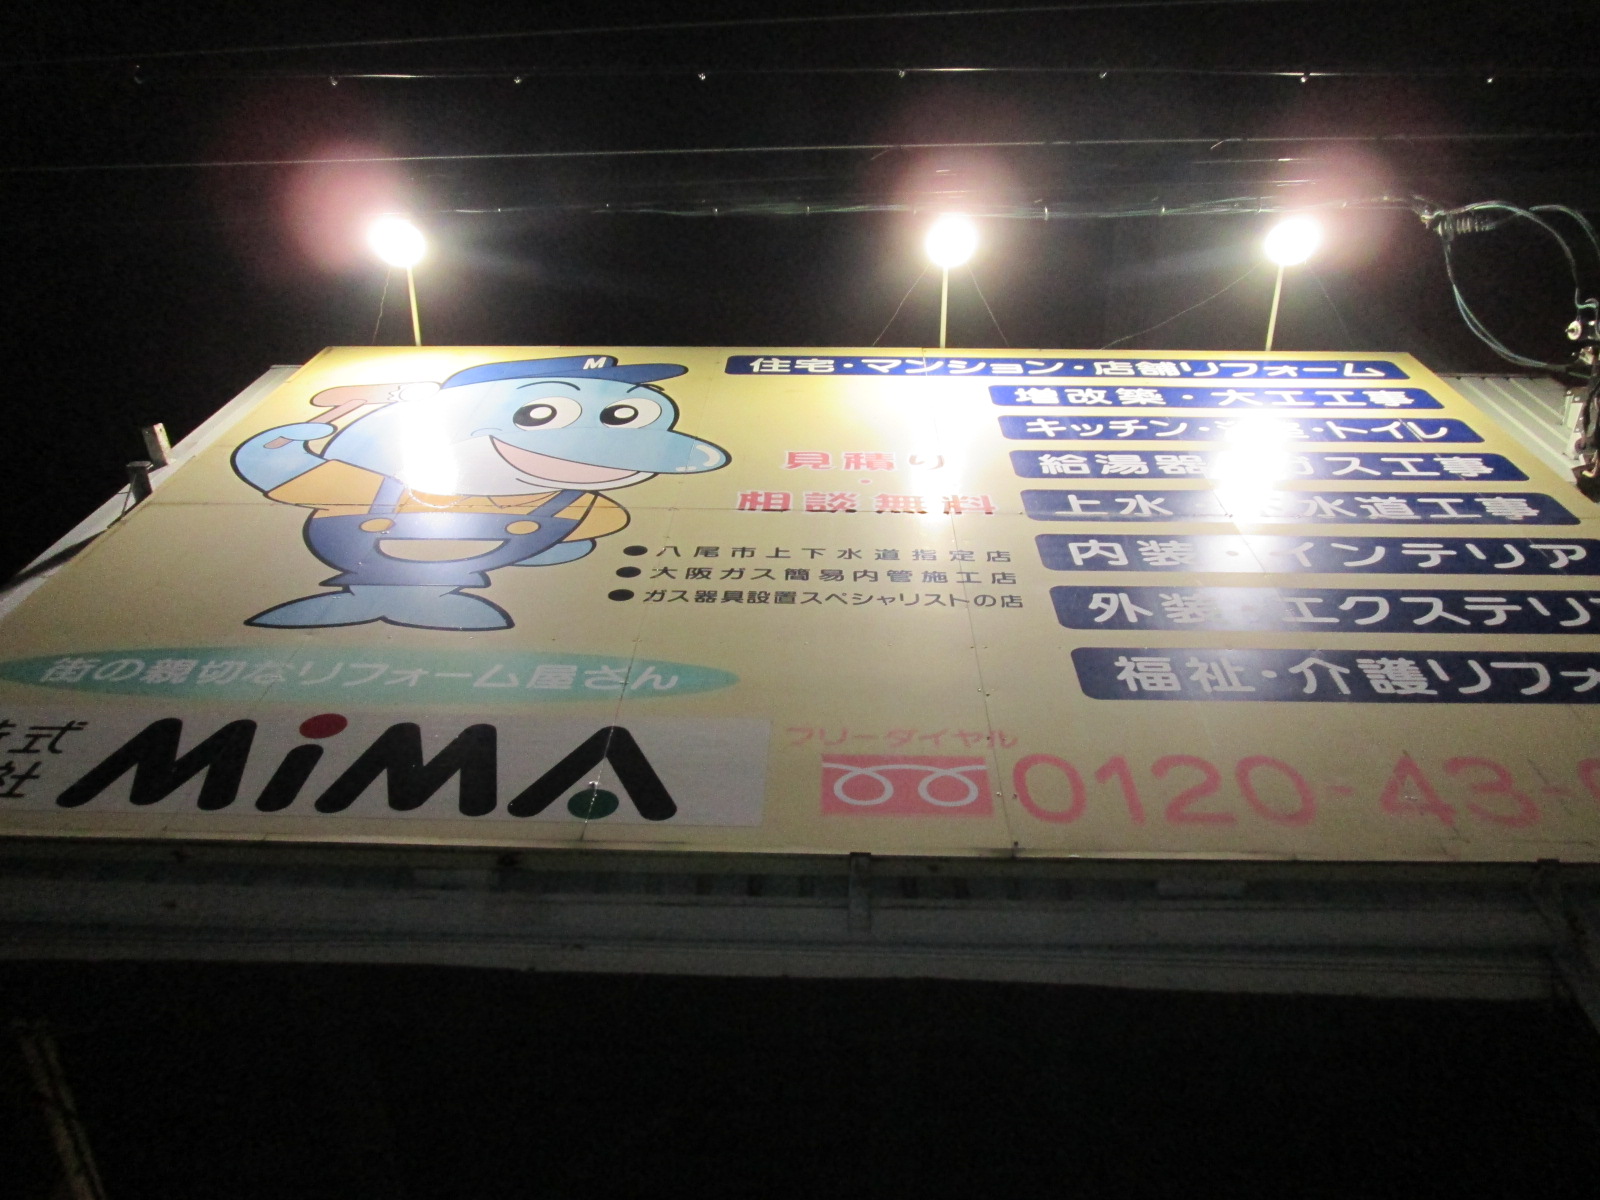 M
住宅・マンション・店舗リフォーム
増改築・大工工事
キッチン・ ・トイレ
見積り
・
相談無料
給湯器 ガス工事
上水・下水道工事
内装・インテリア
外装・エクステリア
福祉・介護リフォ
●八尾市上下水道指定店
●大阪ガス簡易内管施工店
●ガス器具設置スペシャリストの店
街の親切なリフォーム屋さん
株式
会社
MiMA
フリーダイヤル
0120-43-